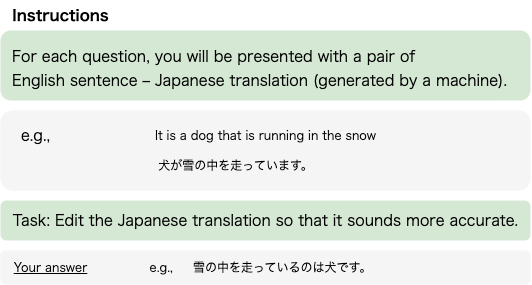 Instructions
For each question, you will be presented with a pair of
English sentence – Japanese translation (generated by a machine).
e.g., It is a dog that is running in the snow
犬が雪の中を走っています。
Task: Edit the Japanese translation so that it sounds more accurate.
Your answer e.g., 雪の中を走っているのは犬です。